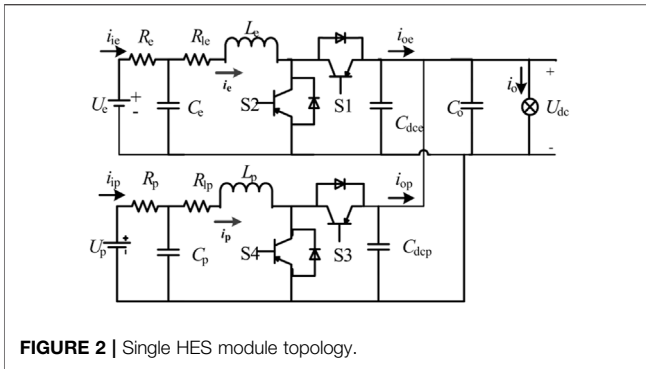 i_ie R_e R_le L_e i_oe
i_e
U_e + - C_e S2 S1 C_dce C_o i_o + U_dc -
i_ip R_p R_lp L_p i_op
i_p
U_p + - C_p S4 S3 C_dcp
FIGURE 2 | Single HES module topology.